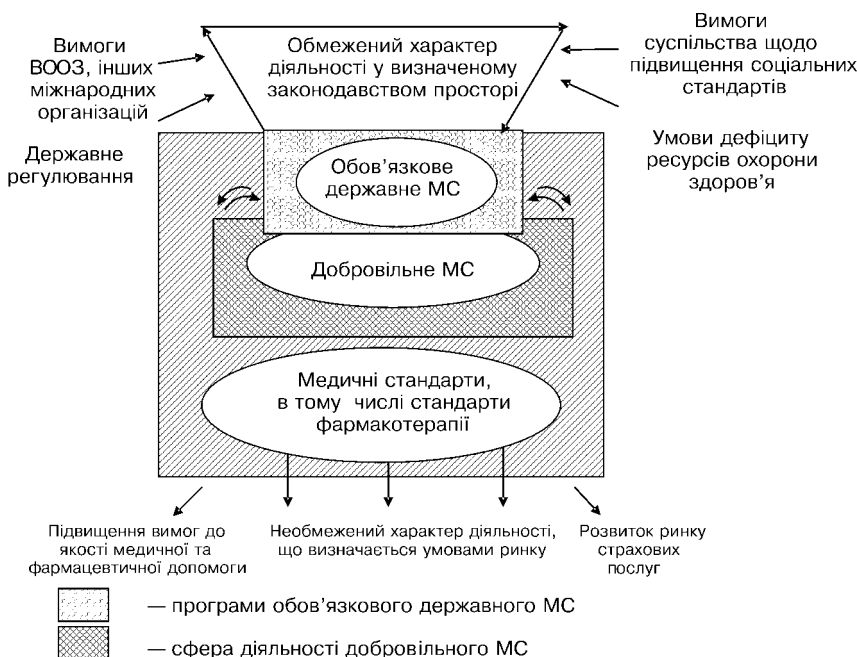 Вимоги
ВООЗ, інших
міжнародних
організацій
Державне
регулювання
Обмежений характер
діяльності у визначеному
законодавством просторі
Вимоги
суспільства щодо
підвищення соціальних
стандартів
Умови дефіциту
ресурсів охорони
здоров’я
Обов’язкове
державне МС
Добровільне МС
Медичні стандарти,
в тому числі стандарти
фармакотерапії
Підвищення вимог до
якості медичної та
фармацевтичної допомоги
Необмежений характер діяльності,
що визначається умовами ринку
Розвиток ринку
страхових
послуг
— програми обов’язкового державного МС
— сфера діяльності добровільного МС